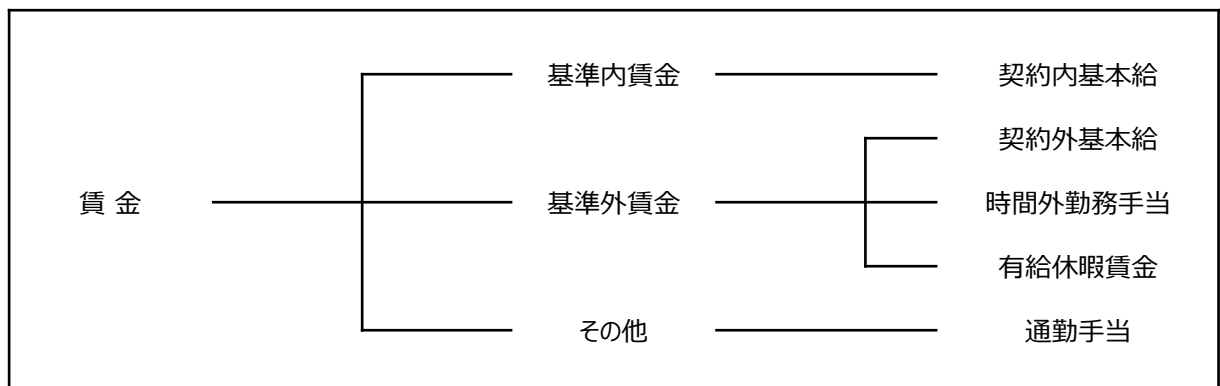 基準内賃金 契約内基本給
契約外基本給
賃 金 基準外賃金 時間外勤務手当
有給休暇賃金
その他 通勤手当